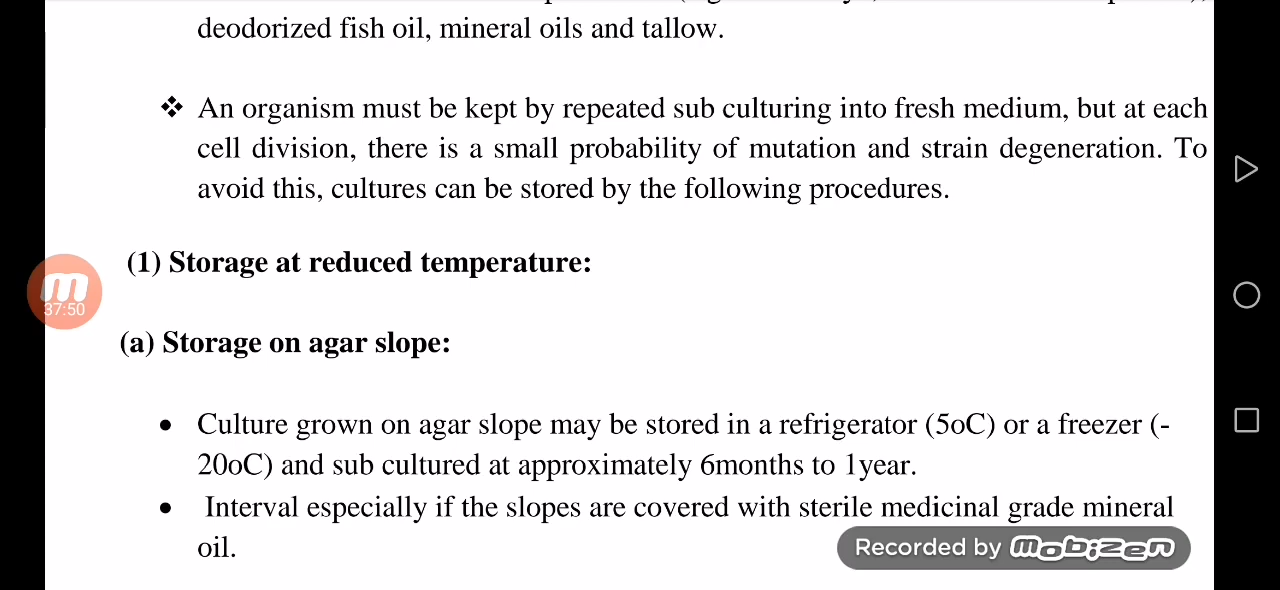 deodorized fish oil, mineral oils and tallow.
❖ An organism must be kept by repeated sub culturing into fresh medium, but at each
cell division, there is a small probability of mutation and strain degeneration. To
avoid this, cultures can be stored by the following procedures.
(1) Storage at reduced temperature:
m
37:50
(a) Storage on agar slope:
• Culture grown on agar slope may be stored in a refrigerator (5oC) or a freezer (-
20oC) and sub cultured at approximately 6months to 1year.
• Interval especially if the slopes are covered with sterile medicinal grade mineral
oil.
Recorded by mobizen